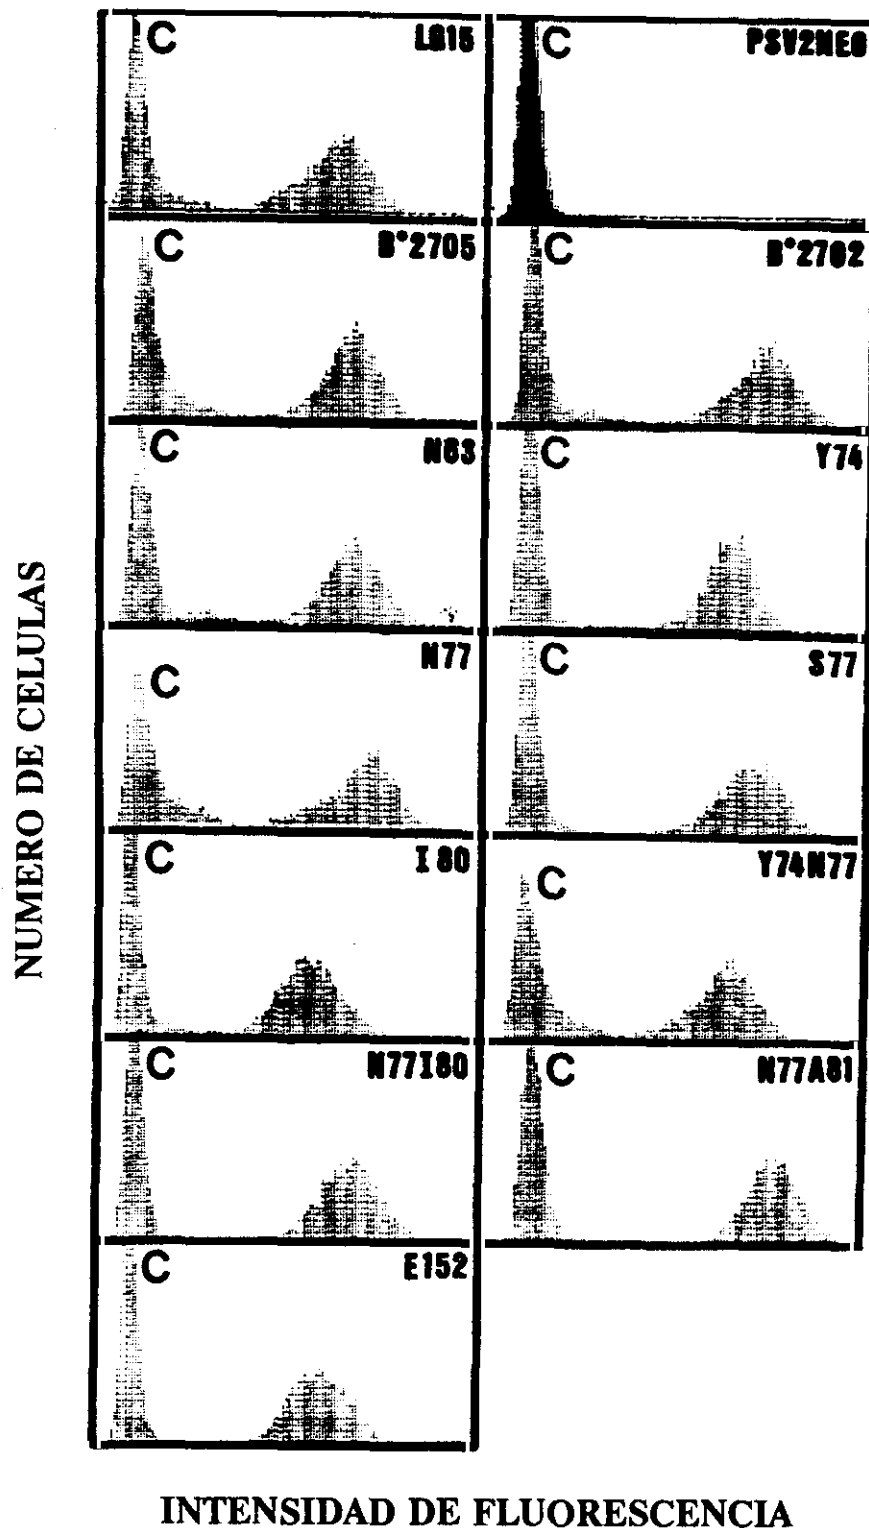 NUMERO DE CELULAS
C LG15
C PSV2NEO
C B*2705
C B*2702
C N63
C Y74
C N77
C S77
C I80
C Y74N77
C N77I80
C N77A81
C E152
INTENSIDAD DE FLUORESCENCIA